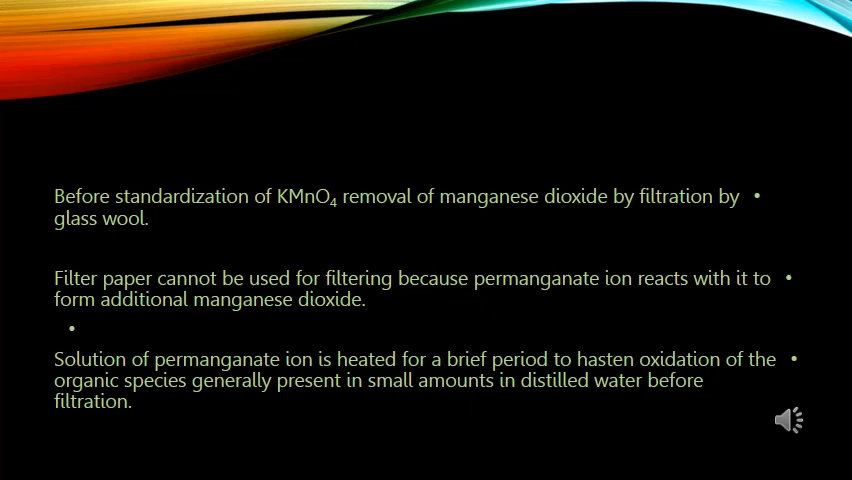 Before standardization of KMnO₄ removal of manganese dioxide by filtration by •
glass wool.
Filter paper cannot be used for filtering because permanganate ion reacts with it to •
form additional manganese dioxide.
•
Solution of permanganate ion is heated for a brief period to hasten oxidation of the •
organic species generally present in small amounts in distilled water before
filtration.